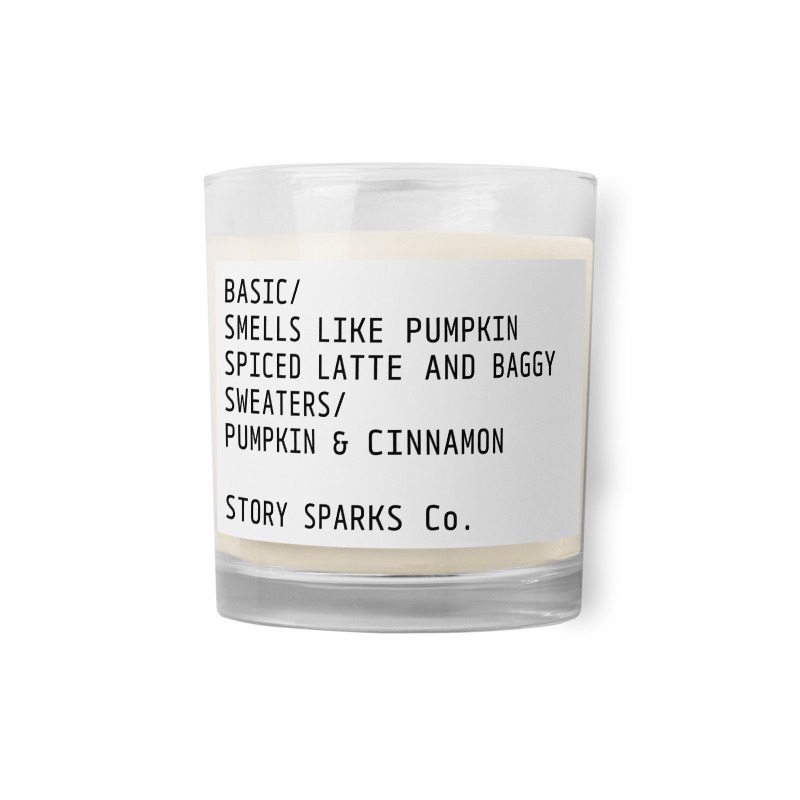 BASIC/
SMELLS LIKE PUMPKIN
SPICED LATTE AND BAGGY
SWEATERS/
PUMPKIN & CINNAMON
STORY SPARKS Co.